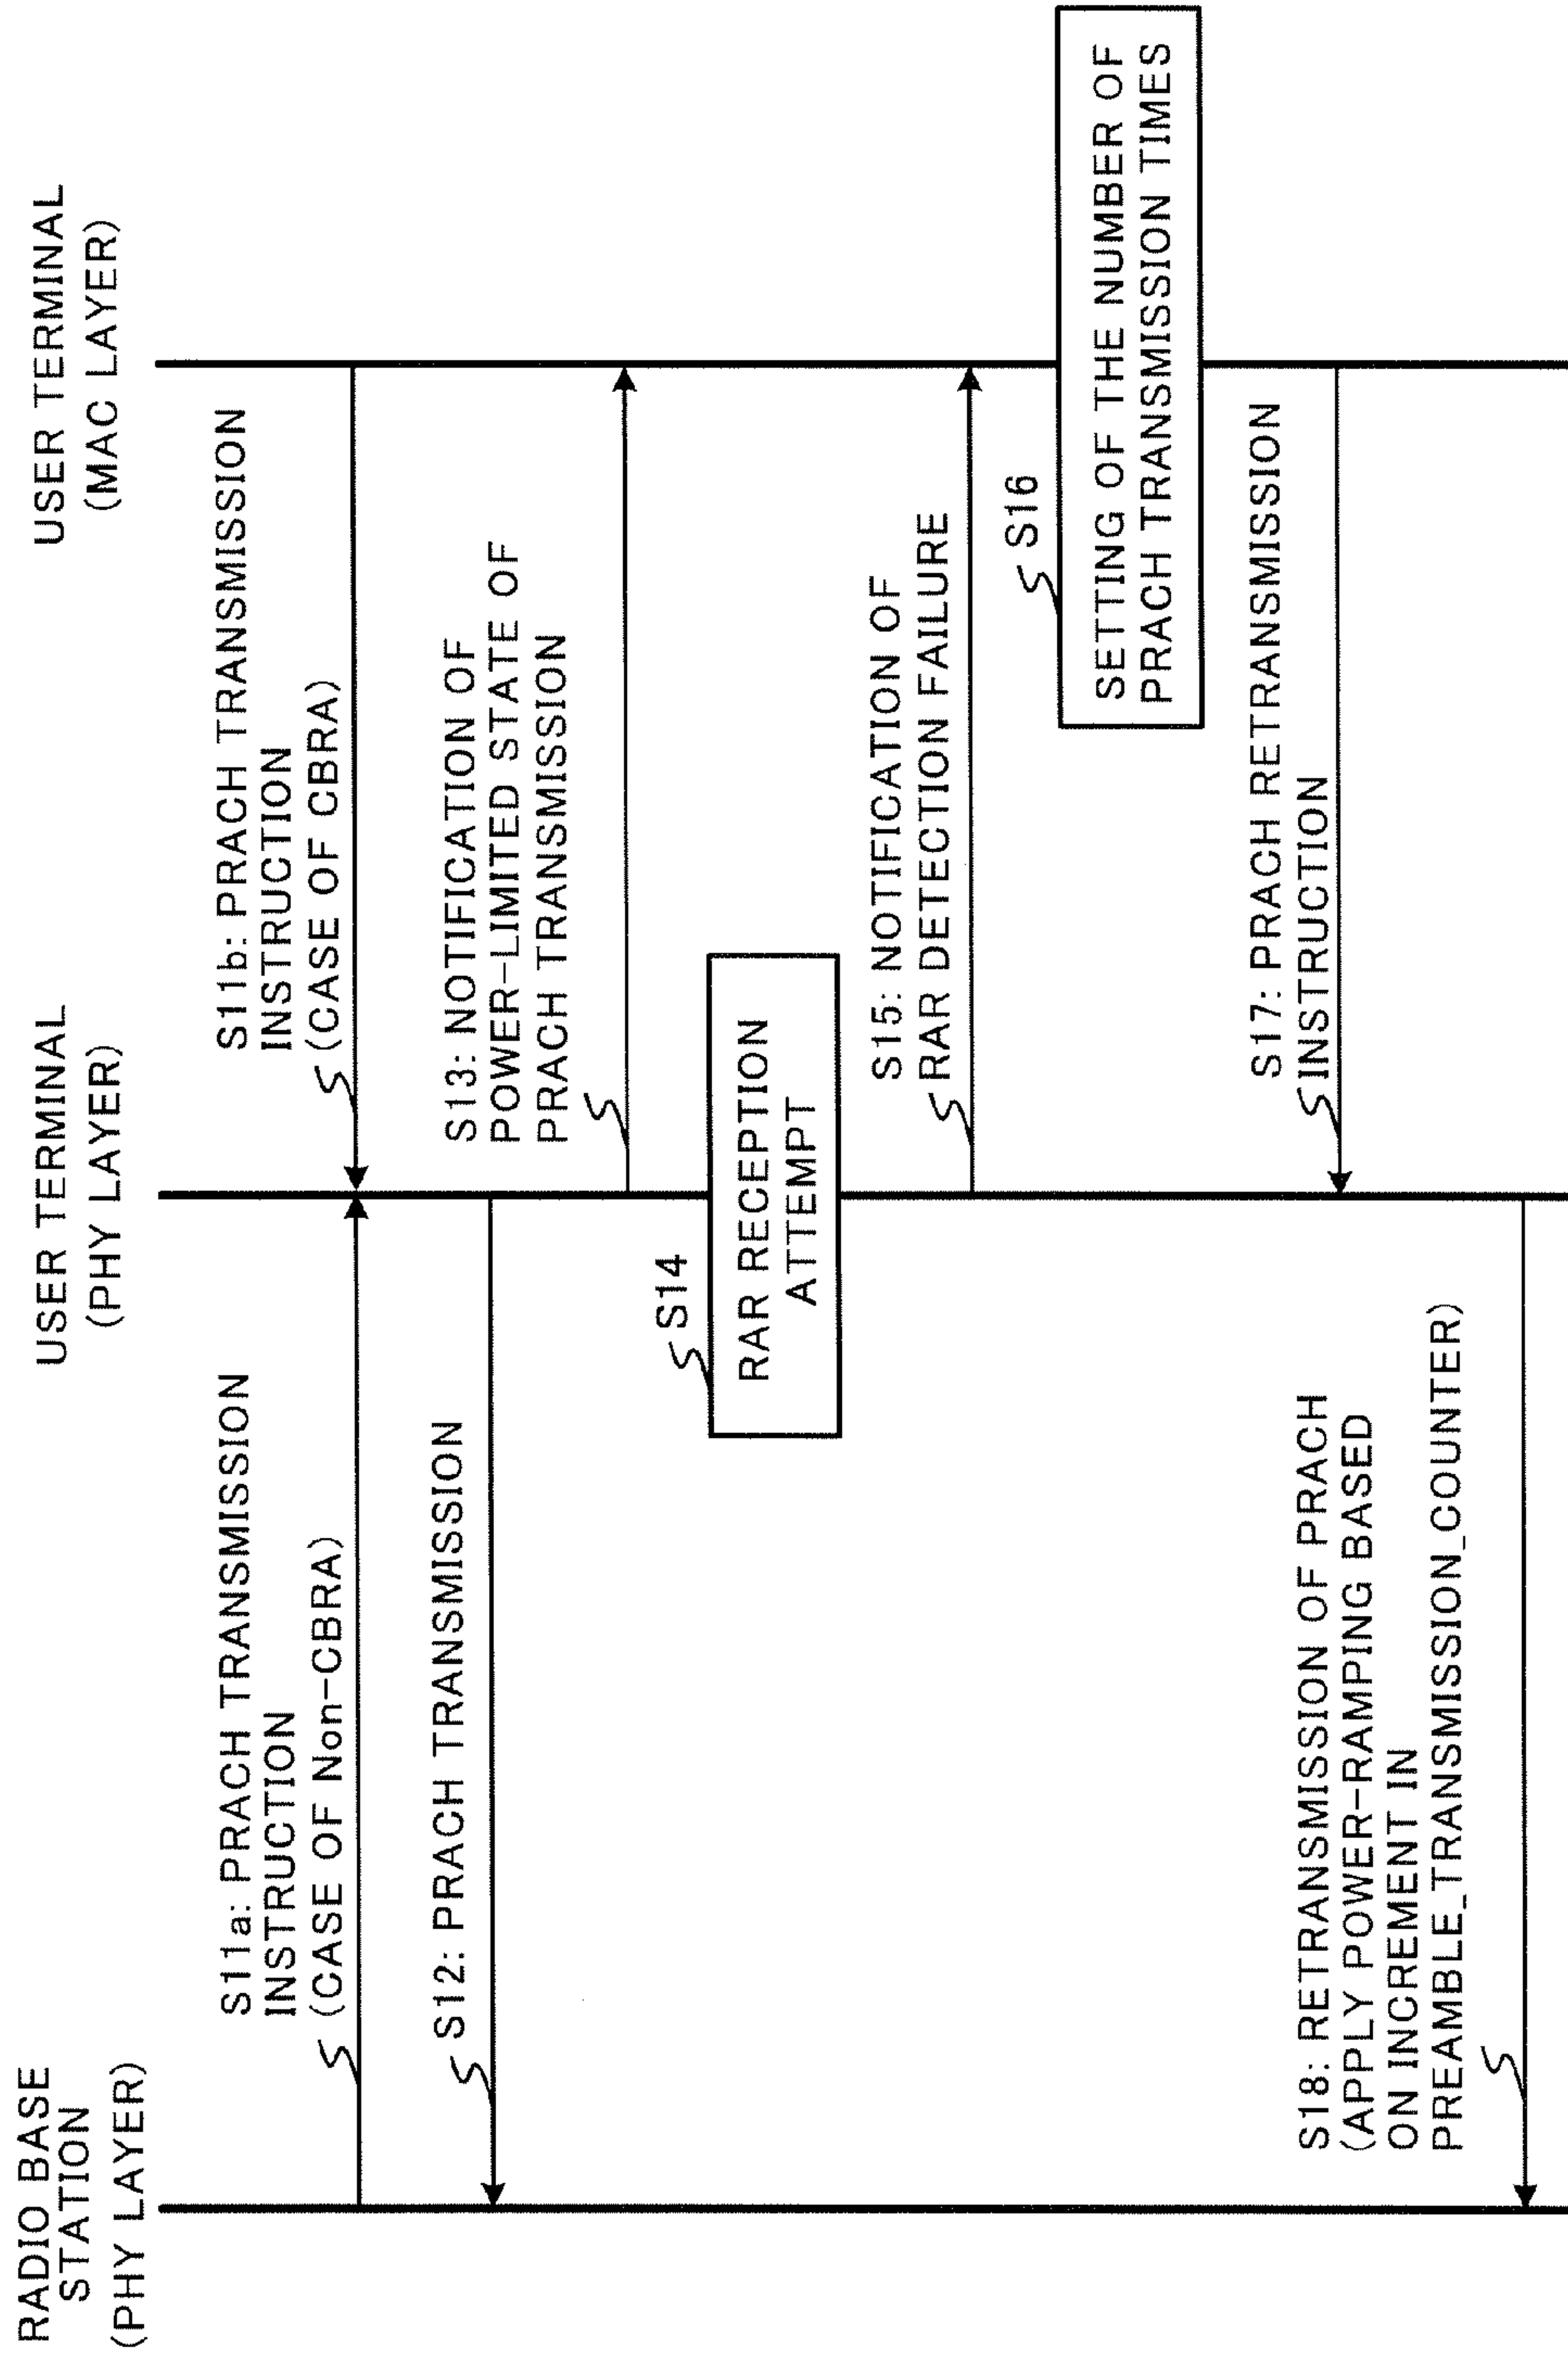 RADIO BASE
STATION
(PHY LAYER)
USER TERMINAL
(PHY LAYER)
USER TERMINAL
(MAC LAYER)
S11a: PRACH TRANSMISSION
INSTRUCTION
(CASE OF Non-CBRA)
S11b: PRACH TRANSMISSION
INSTRUCTION
(CASE OF CBRA)
S12: PRACH TRANSMISSION
S13: NOTIFICATION OF
POWER-LIMITED STATE OF
PRACH TRANSMISSION
S14
RAR RECEPTION
ATTEMPT
S15: NOTIFICATION OF
RAR DETECTION FAILURE
S16
SETTING OF THE NUMBER OF
PRACH TRANSMISSION TIMES
S17: PRACH RETRANSMISSION
INSTRUCTION
S18: RETRANSMISSION OF PRACH
(APPLY POWER-RAMPING BASED
ON INCREMENT IN
PREAMBLE_TRANSMISSION_COUNTER)